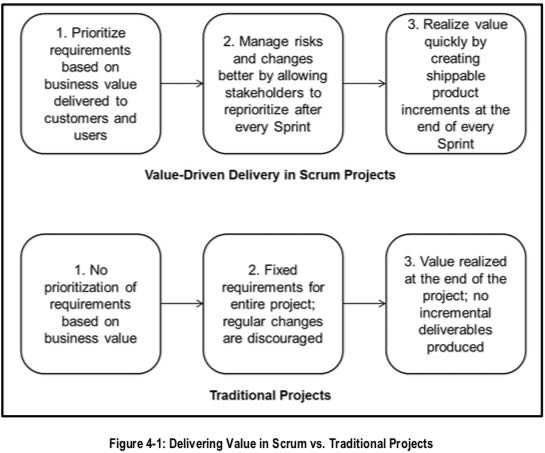 1. Prioritize
requirements
based on
business value
delivered to
customers and
users
2. Manage risks
and changes
better by allowing
stakeholders to
reprioritize after
every Sprint
3. Realize value
quickly by
creating
shippable
product
increments at the
end of every
Sprint
Value-Driven Delivery in Scrum Projects
1. No
prioritization of
requirements
based on
business value
2. Fixed
requirements for
entire project;
regular changes
are discouraged
3. Value realized
at the end of the
project; no
incremental
deliverables
produced
Traditional Projects
Figure 4-1: Delivering Value in Scrum vs. Traditional Projects